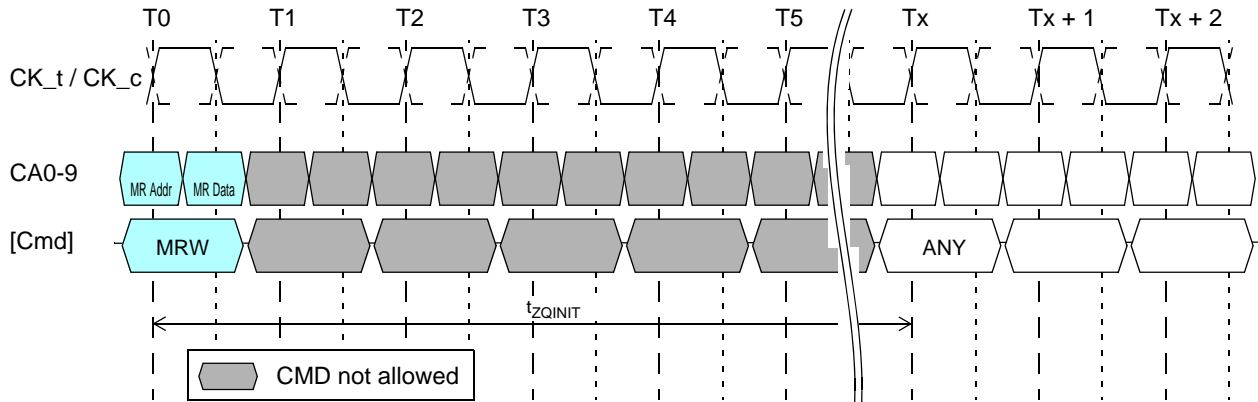 T0 T1 T2 T3 T4 T5 Tx Tx + 1 Tx + 2
CK_t / CK_c
CA0-9 MR Addr MR Data
[Cmd] MRW ANY
tZQINIT
CMD not allowed